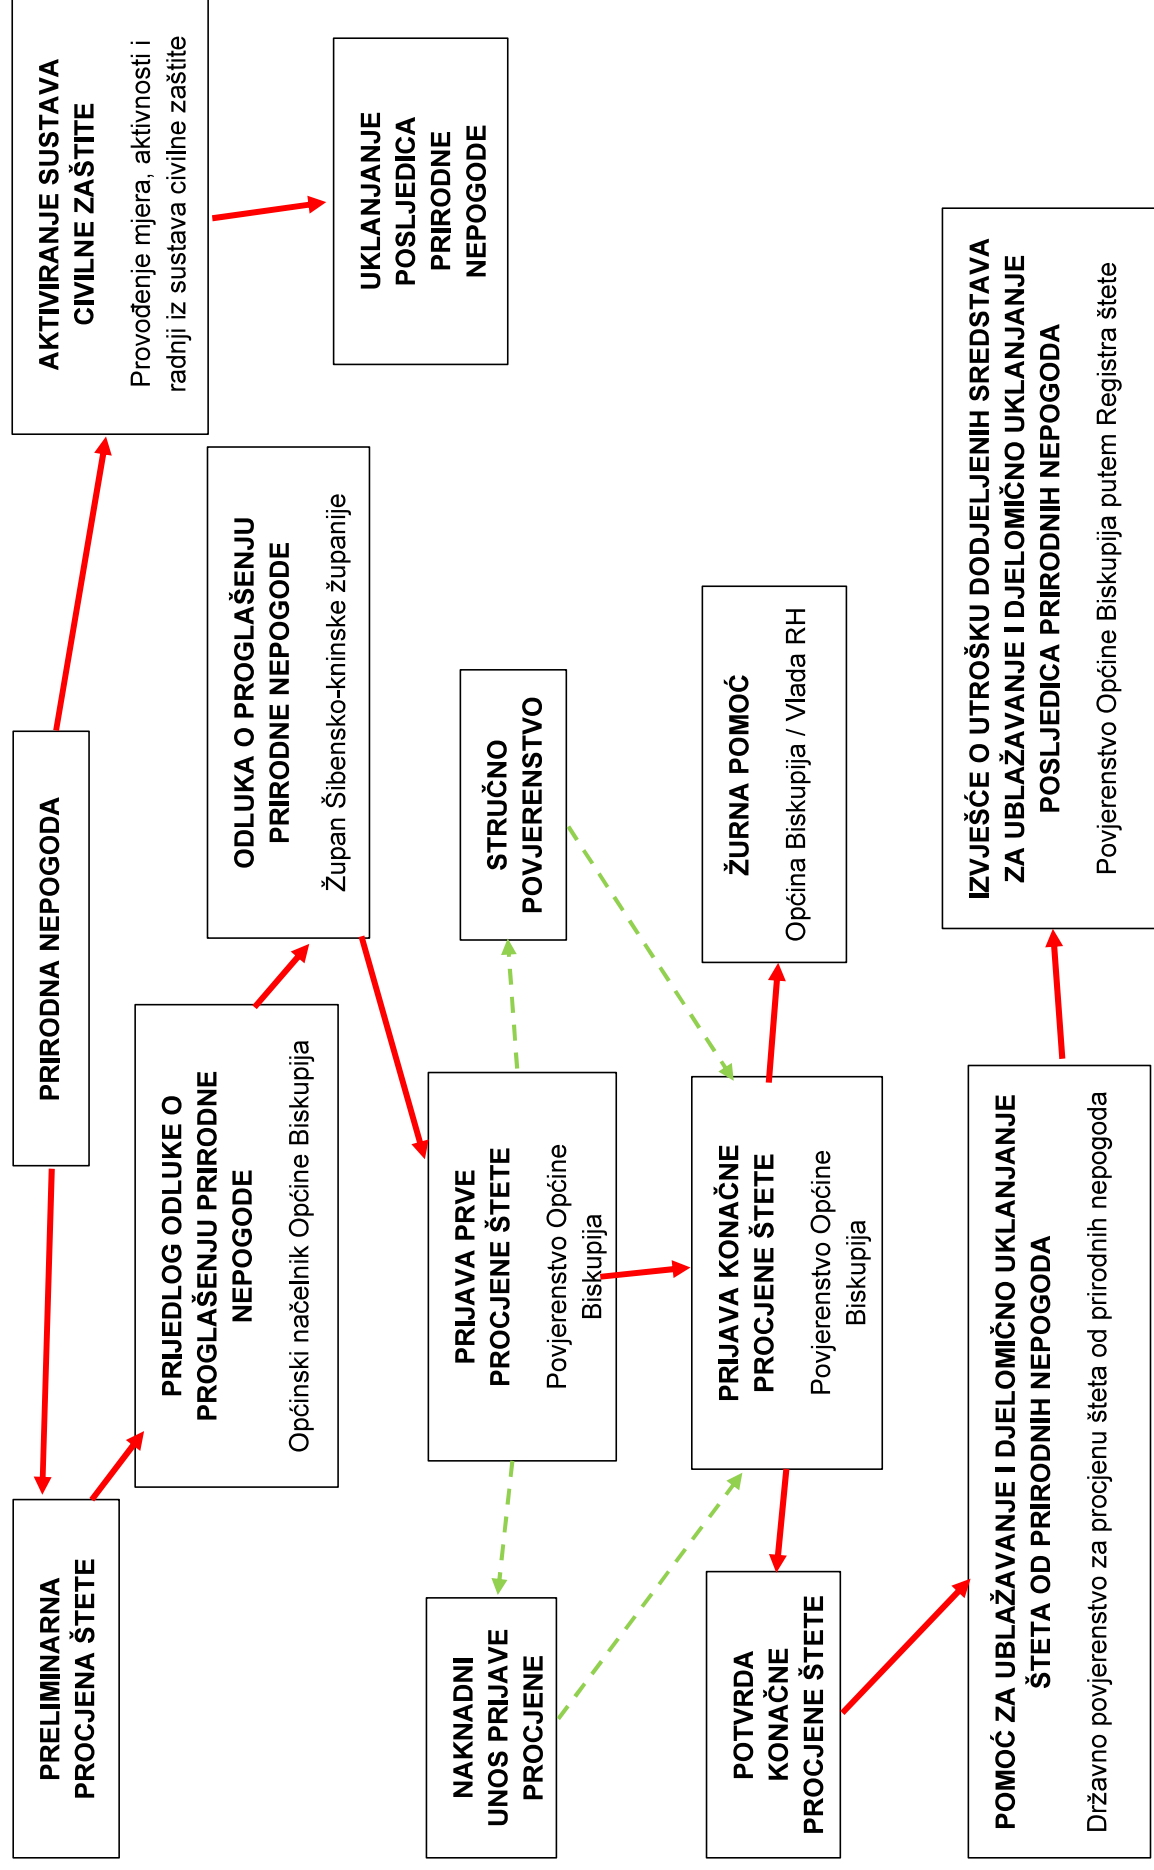 PRELIMINARNA
PROCJENA ŠTETE
PRIRODNA NEPOGODA
AKTIVIRANJE SUSTAVA
CIVILNE ZAŠTITE
Provođenje mjera, aktivnosti i
radnji iz sustava civilne zaštite
PRIJEDLOG ODLUKE O
PROGLAŠENJU PRIRODNE
NEPOGODE
Općinski načelnik Općine Biskupija
ODLUKA O PROGLAŠENJU
PRIRODNE NEPOGODE
Župan Šibensko-kninske županije
UKLANJANJE
POSLJEDICA
PRIRODNE
NEPOGODE
NAKNADNI
UNOS PRIJAVE
PROCJENE
PRIJAVA PRVE
PROCJENE ŠTETE
Povjerenstvo Općine
Biskupija
STRUČNO
POVJERENSTVO
POTVRDA
KONAČNE
PROCJENE ŠTETE
PRIJAVA KONAČNE
PROCJENE ŠTETE
Povjerenstvo Općine
Biskupija
ŽURNA POMOĆ
Općina Biskupija / Vlada RH
POMOĆ ZA UBLAŽAVANJE I DJELOMIČNO UKLANJANJE
ŠTETA OD PRIRODNIH NEPOGODA
Državno povjerenstvo za procjenu šteta od prirodnih nepogoda
IZVJEŠĆE O UTROŠKU DODJELJENIH SREDSTAVA
ZA UBLAŽAVANJE I DJELOMIČNO UKLANJANJE
POSLJEDICA PRIRODNIH NEPOGODA
Povjerenstvo Općine Biskupija putem Registra štete